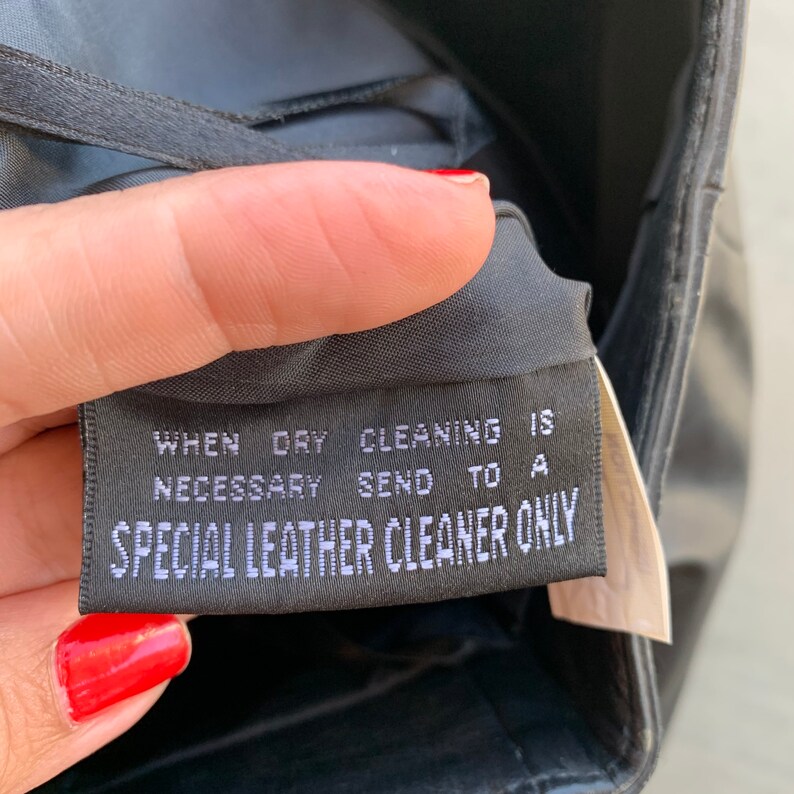 WHEN DRY CLEANING IS
NECESSARY SEND TO A
SPECIAL LEATHER CLEANER ONLY